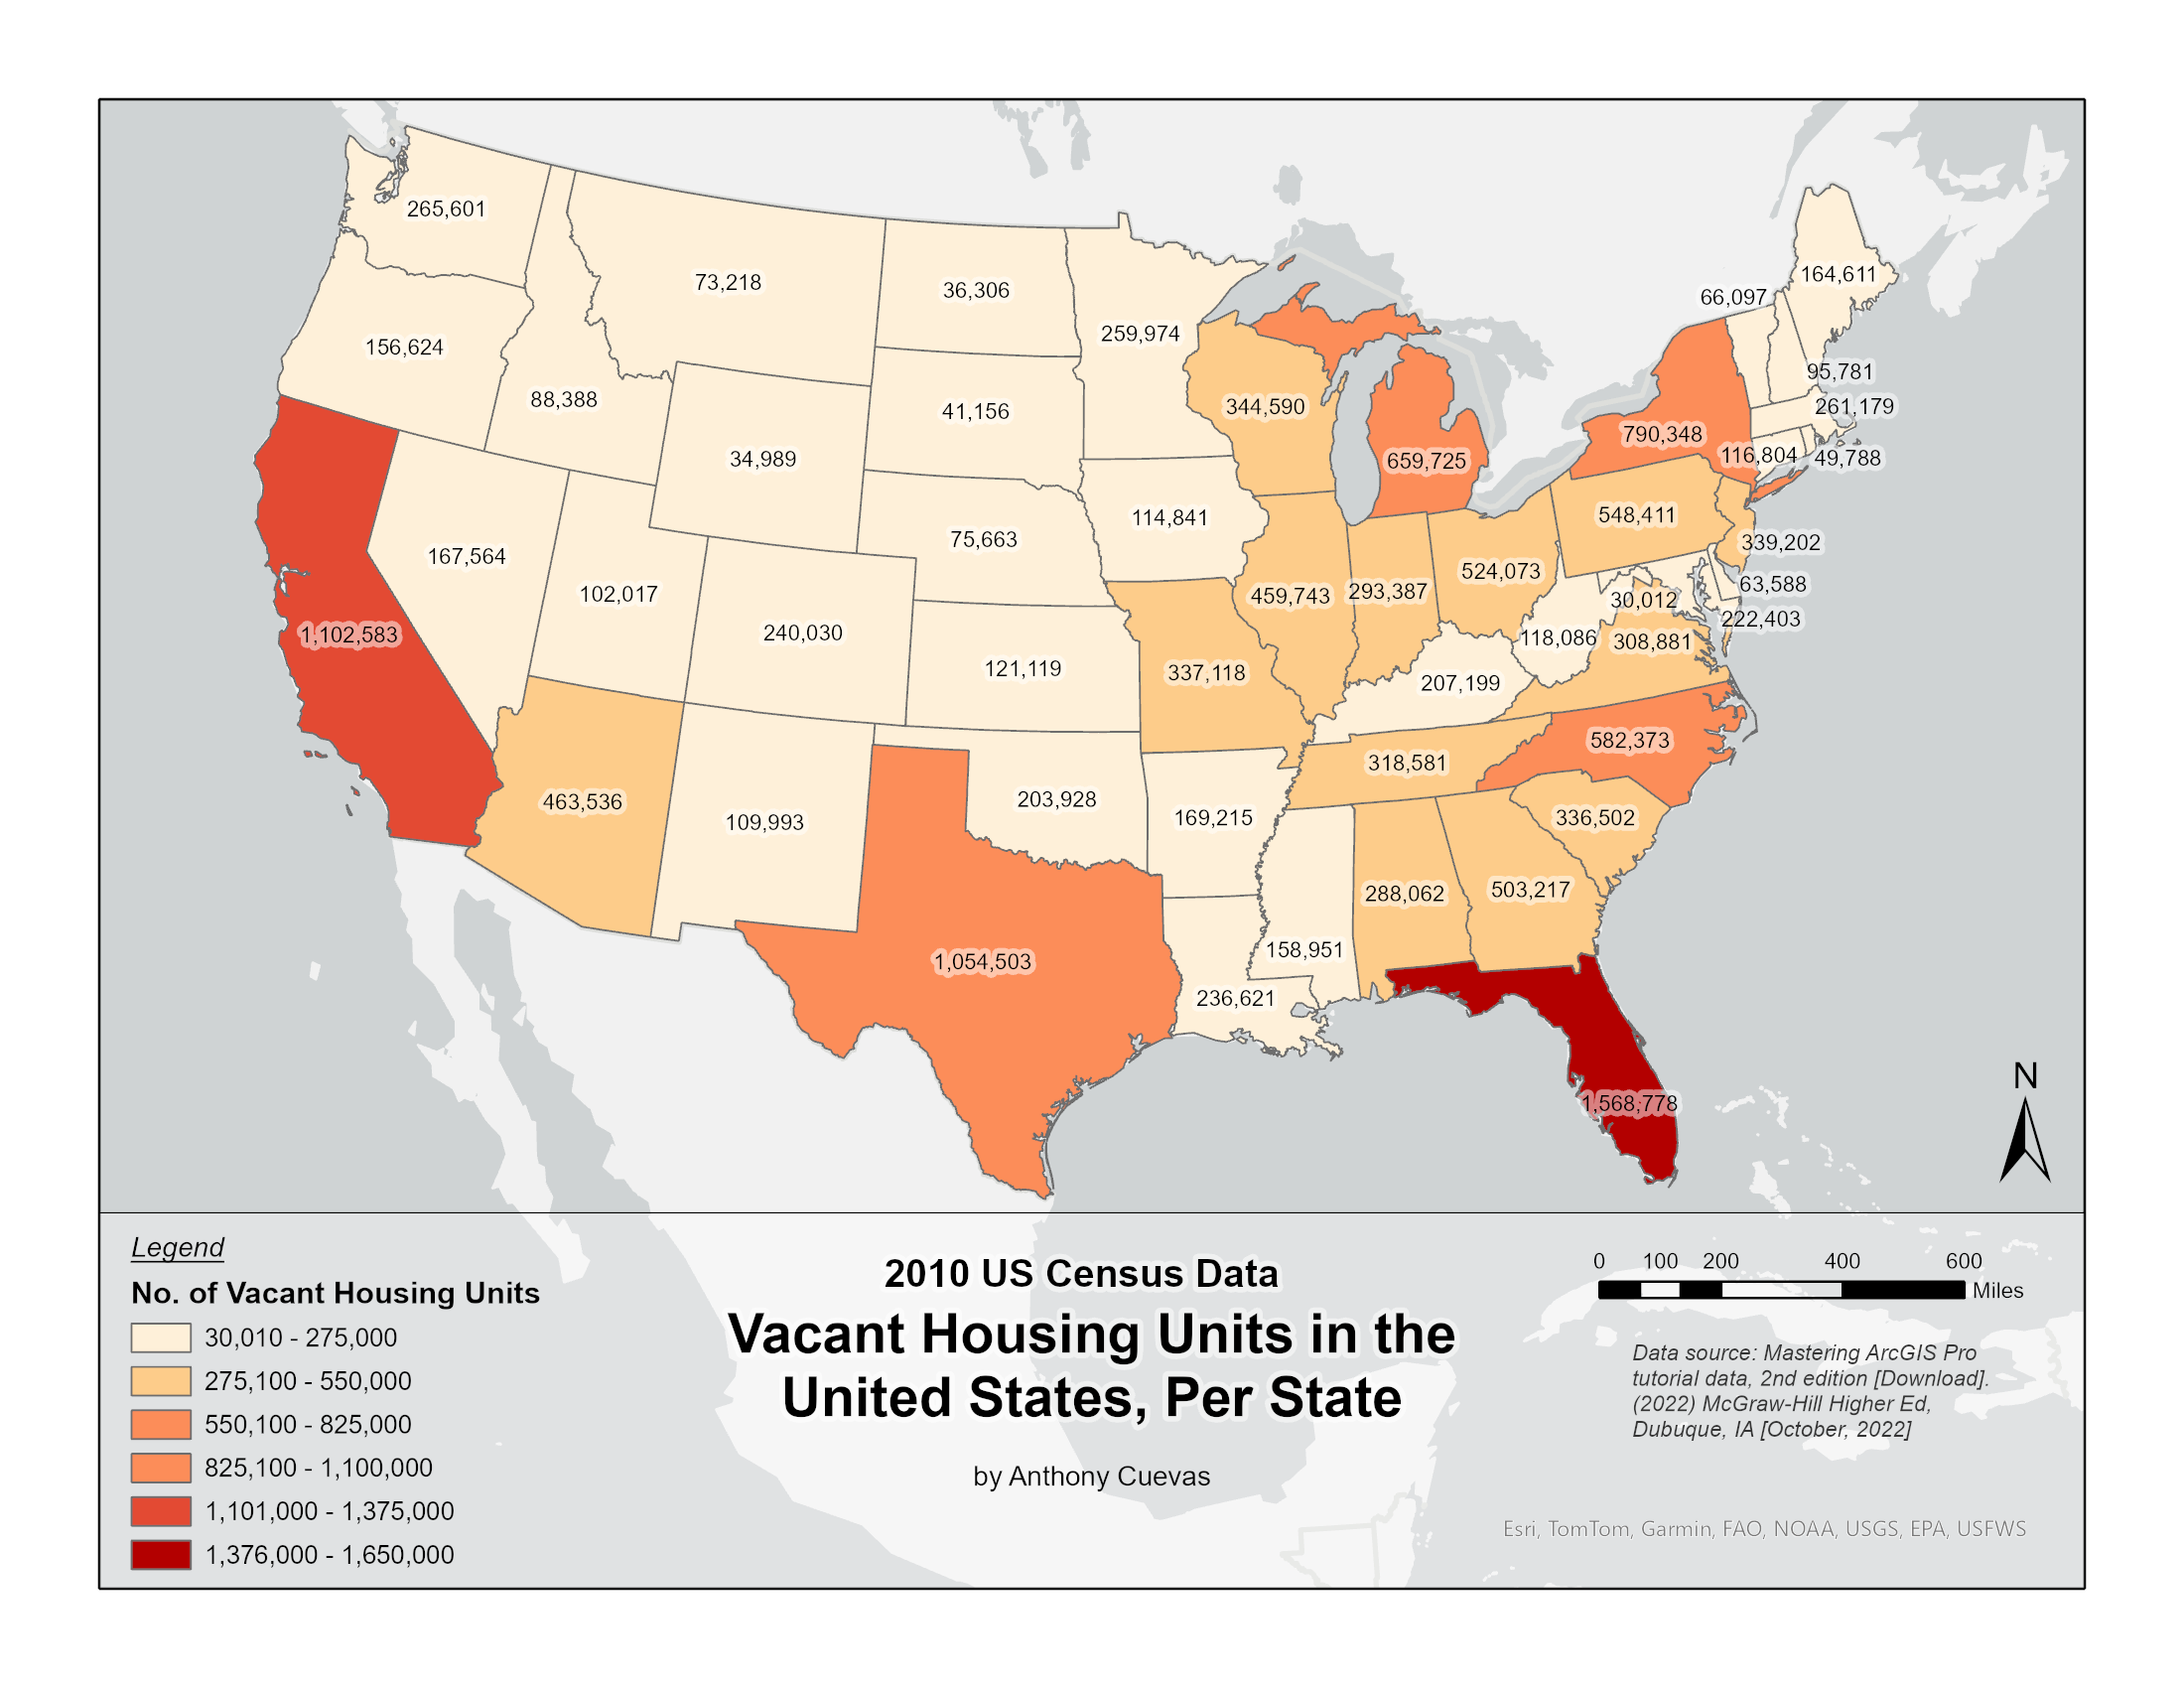 265,601
73,218
36,306
259,974
156,624
88,388
34,989
41,156
344,590
659,725
790,348
66,097
164,611
95,781
261,179
116,804
49,788
167,564
102,017
75,663
114,841
548,411
339,202
524,073
459,743
293,387
63,588
30,012
222,403
1,102,583
240,030
121,119
337,118
118,086
308,881
207,199
582,373
318,581
463,536
109,993
203,928
169,215
336,502
288,062
503,217
158,951
1,054,503
236,621
1,568,778
N
Legend
No. of Vacant Housing Units
30,010 - 275,000
275,100 - 550,000
550,100 - 825,000
825,100 - 1,100,000
1,101,000 - 1,375,000
1,376,000 - 1,650,000
2010 US Census Data
Vacant Housing Units in the
United States, Per State
by Anthony Cuevas
0 100 200 400 600
Miles
Data source: Mastering ArcGIS Pro
tutorial data, 2nd edition [Download].
(2022) McGraw-Hill Higher Ed,
Dubuque, IA [October, 2022]
Esri, TomTom, Garmin, FAO, NOAA, USGS, EPA, USFWS